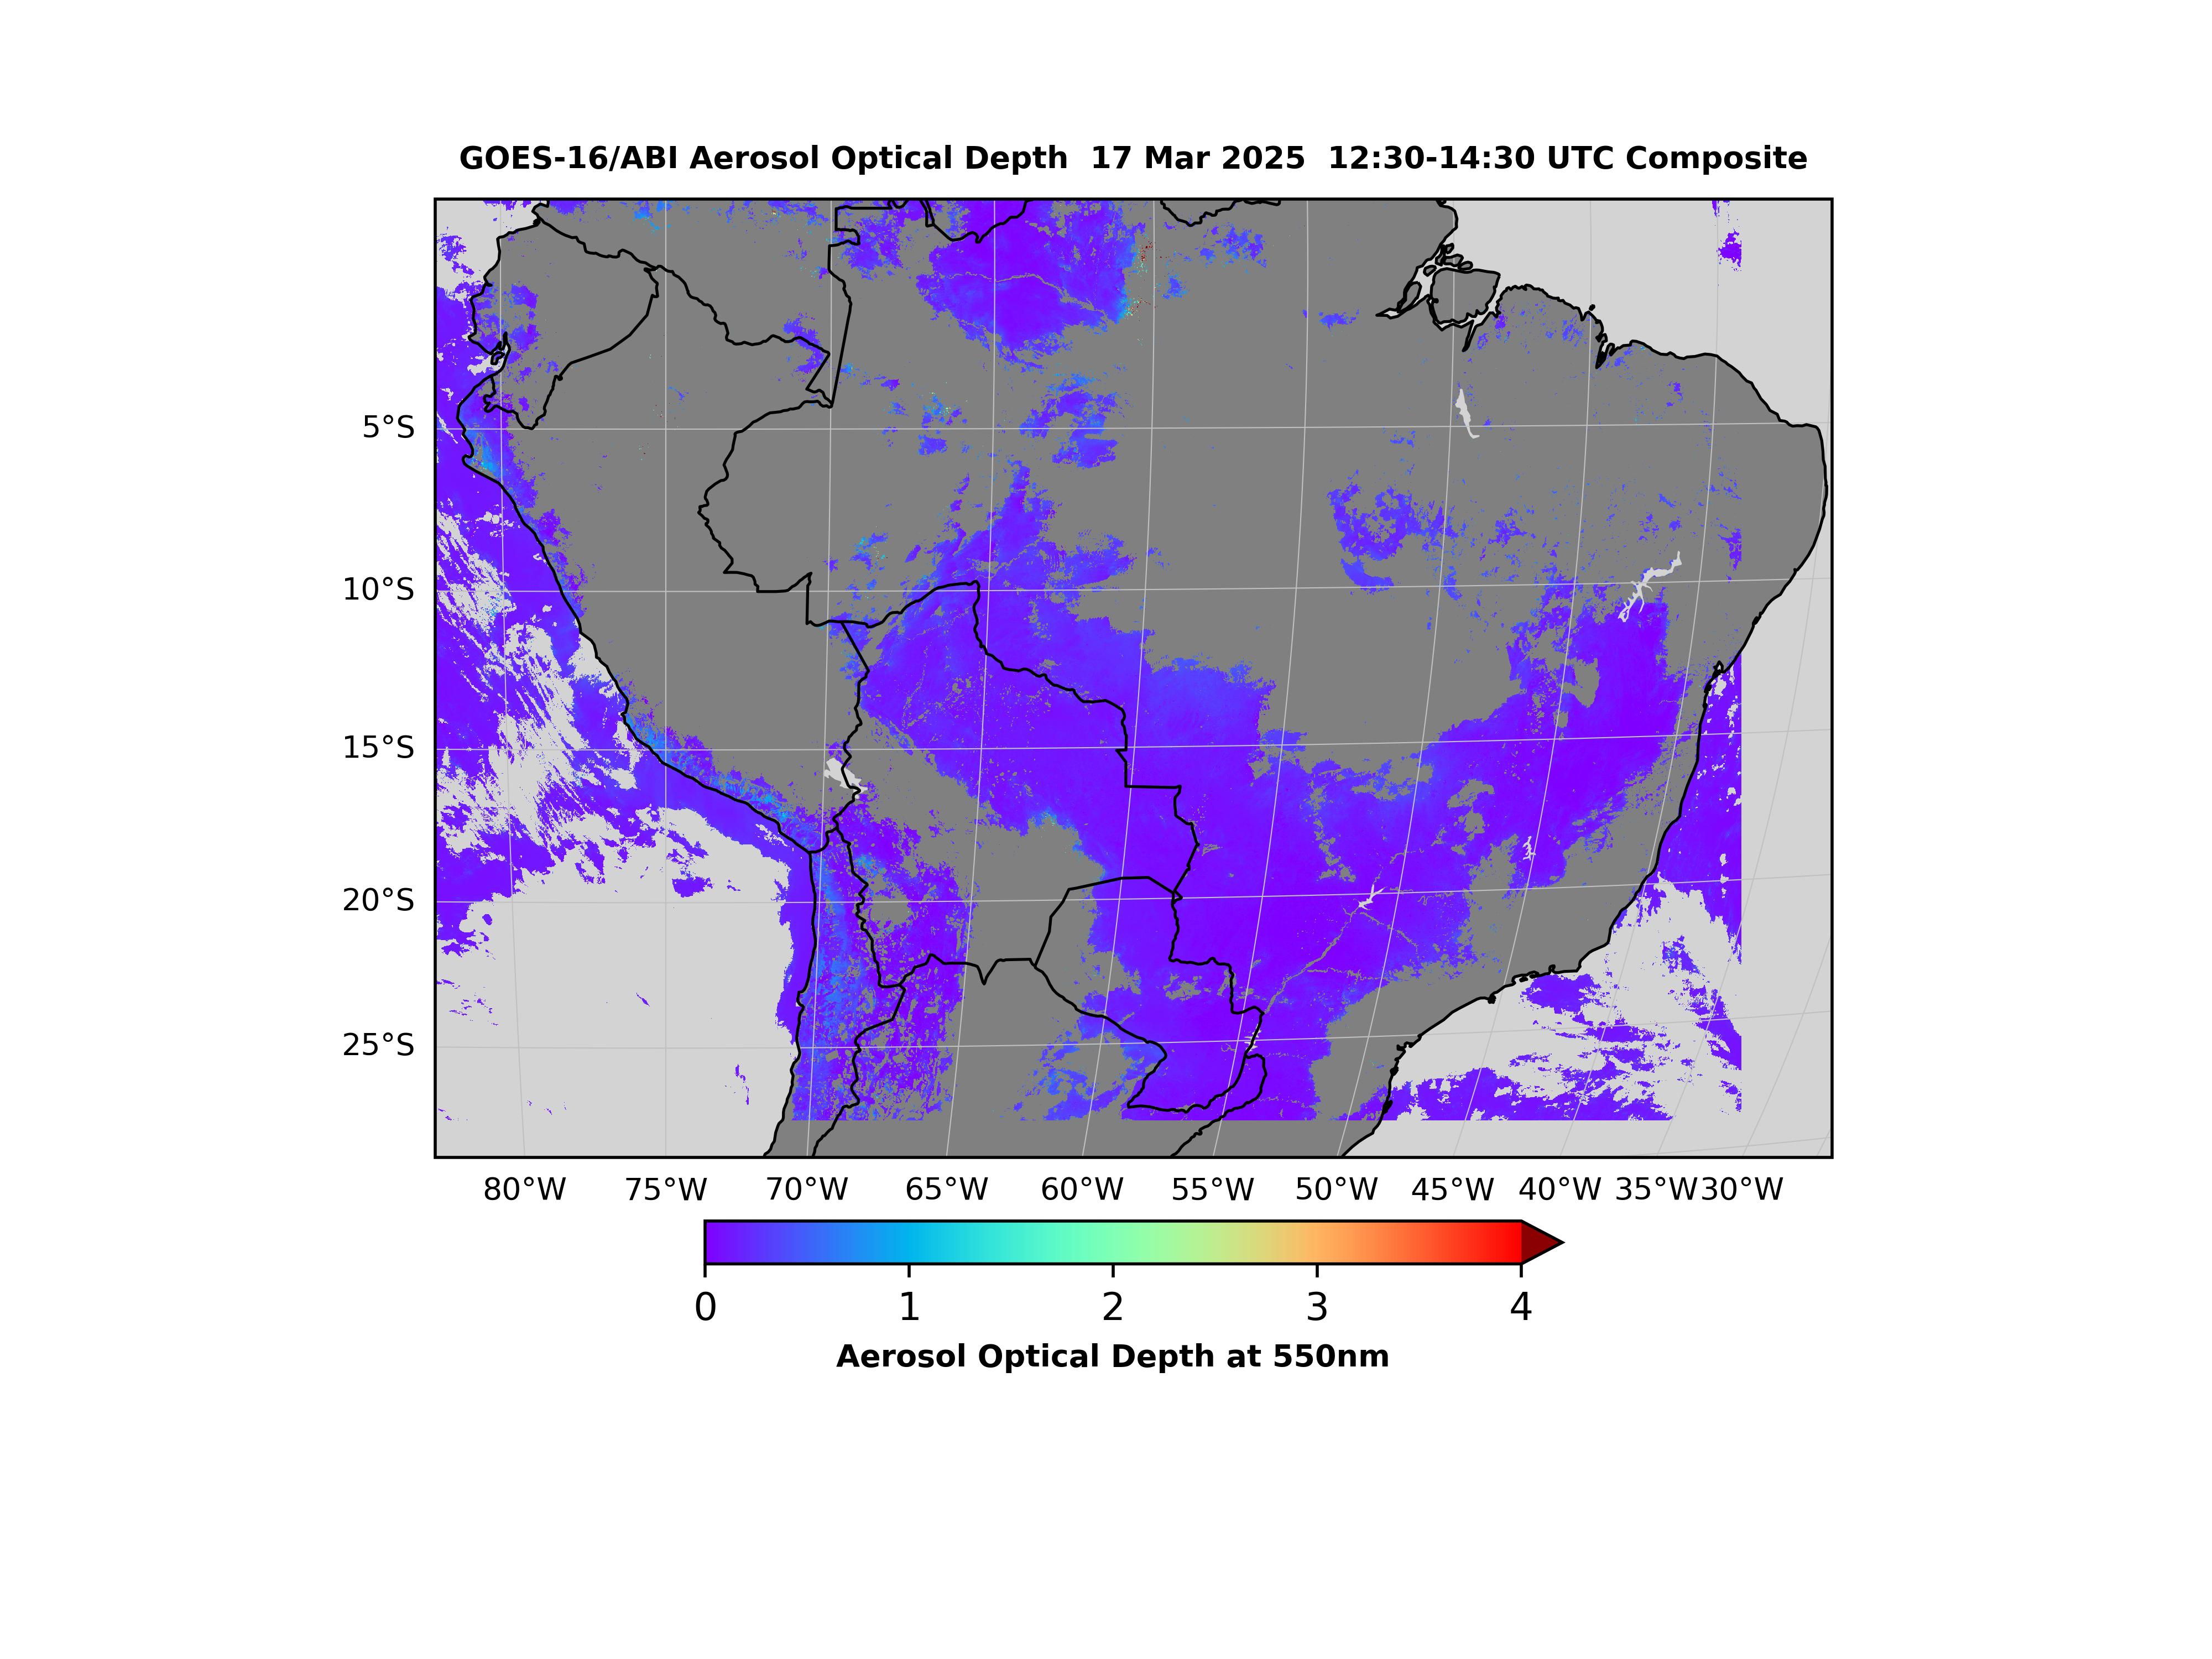 GOES-16/ABI Aerosol Optical Depth  17 Mar 2025  12:30-14:30 UTC Composite
5°S
10°S
15°S
20°S
25°S
80°W 75°W 70°W 65°W 60°W 55°W 50°W 45°W 40°W 35°W 30°W
0 1 2 3 4
Aerosol Optical Depth at 550nm